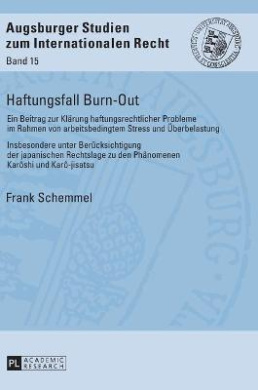 Augsburger Studien
zum Internationalen Recht
Band 15
Haftungsfall Burn-Out
Ein Beitrag zur Klärung haftungsrechtlicher Probleme
im Rahmen von arbeitsbedingtem Stress und Überbelastung
Insbesondere unter Berücksichtigung
der japanischen Rechtslage zu den Phänomenen
Karôshi und Karô-jisatsu
Frank Schemmel
PL ACADEMIC
RESEARCH